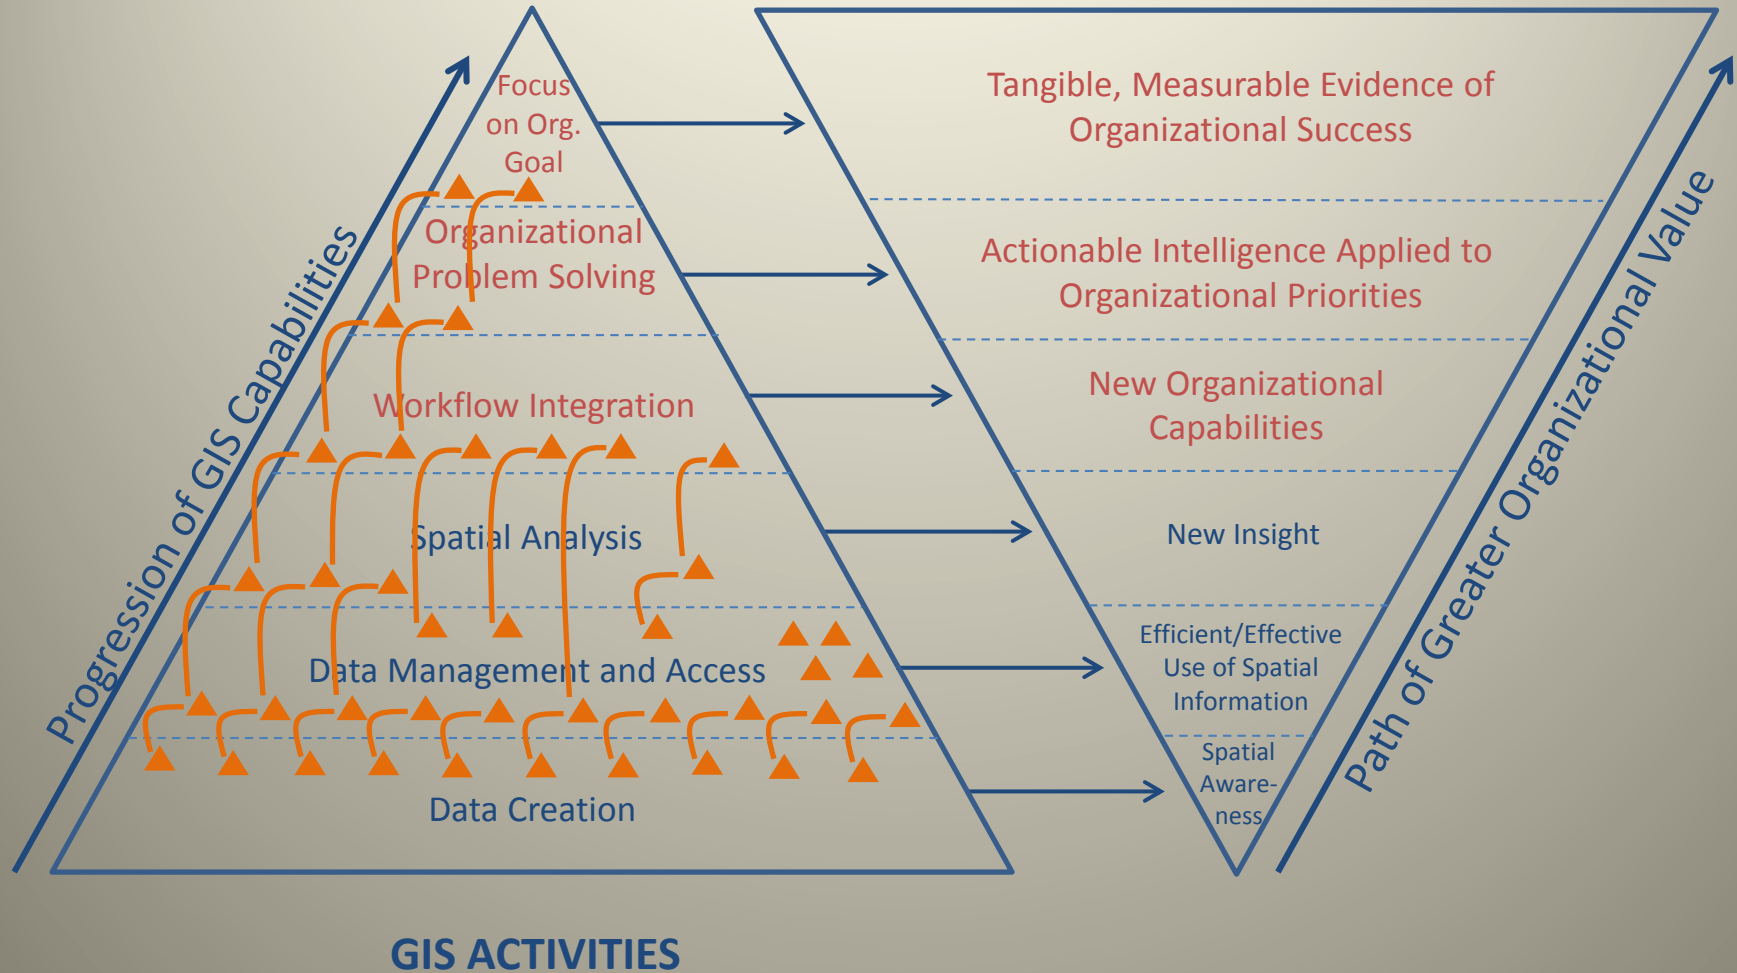 Progression of GIS Capabilities
Focus
on Org.
Goal
Organizational
Problem Solving
Workflow Integration
Spatial Analysis
Data Management and Access
Data Creation
Tangible, Measurable Evidence of
Organizational Success
Actionable Intelligence Applied to
Organizational Priorities
New Organizational
Capabilities
New Insight
Efficient/Effective
Use of Spatial
Information
Spatial
Aware-
ness
Path of Greater Organizational Value
GIS ACTIVITIES